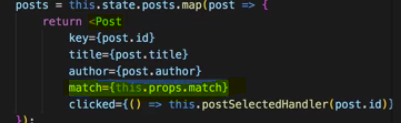 posts = this.state.posts.map(post => {
return <Post
key={post.id}
title={post.title}
author={post.author}
match={this.props.match}
clicked={() => this.postSelectedHandler(post.id)}
});